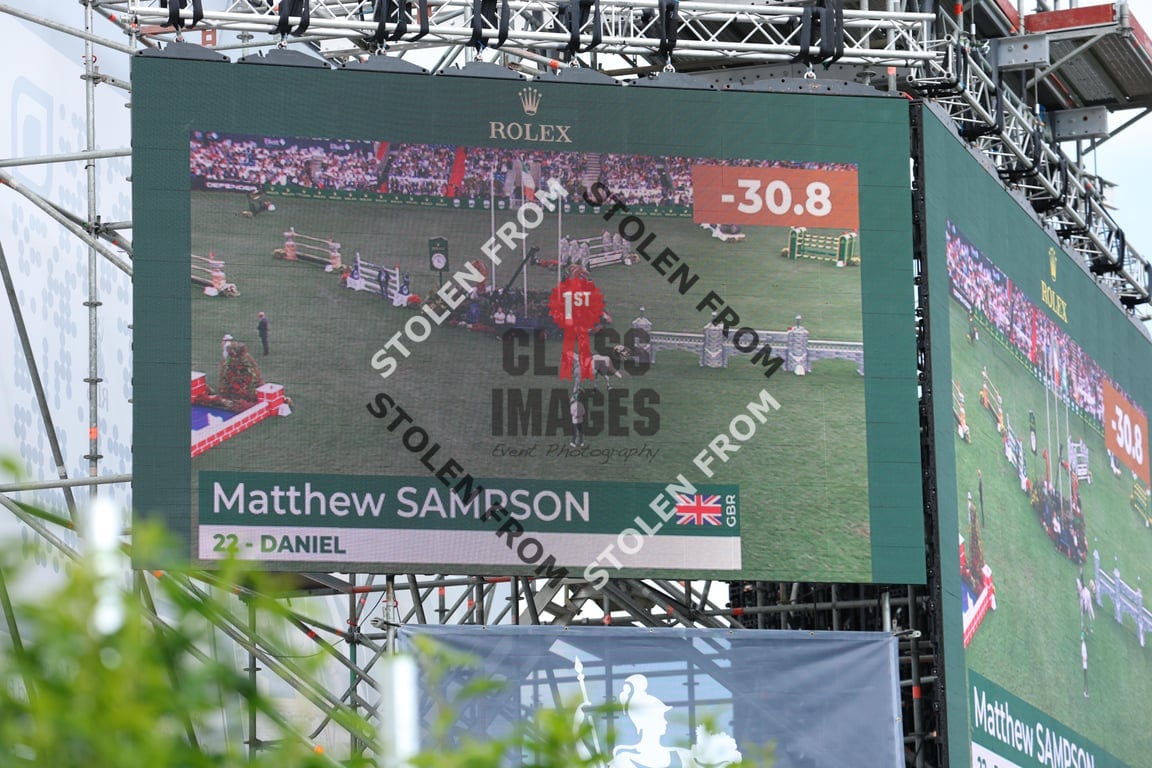 ROLEX
-30.8
STOLEN FROM
STOLEN FROM
1ST
CLASS
IMAGES
Event Photography
STOLEN FROM
STOLEN FROM
Matthew SAMPSON
GBR
22 - DANIEL
ROLEX
-30.8
Matthew SAMPSON